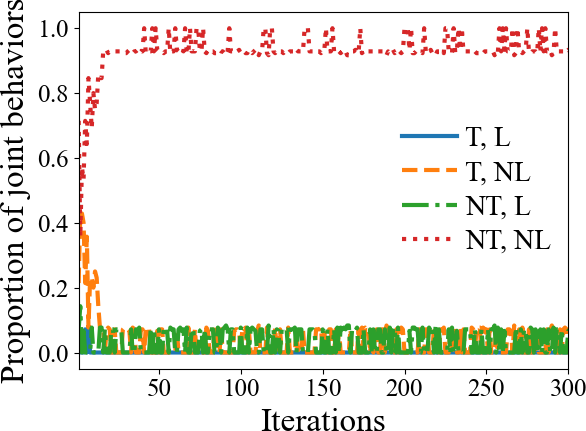 Proportion of joint behaviors
1.0
0.8
0.6
0.4
0.2
0.0
T, L
T, NL
NT, L
NT, NL
50 100 150 200 250 300
Iterations